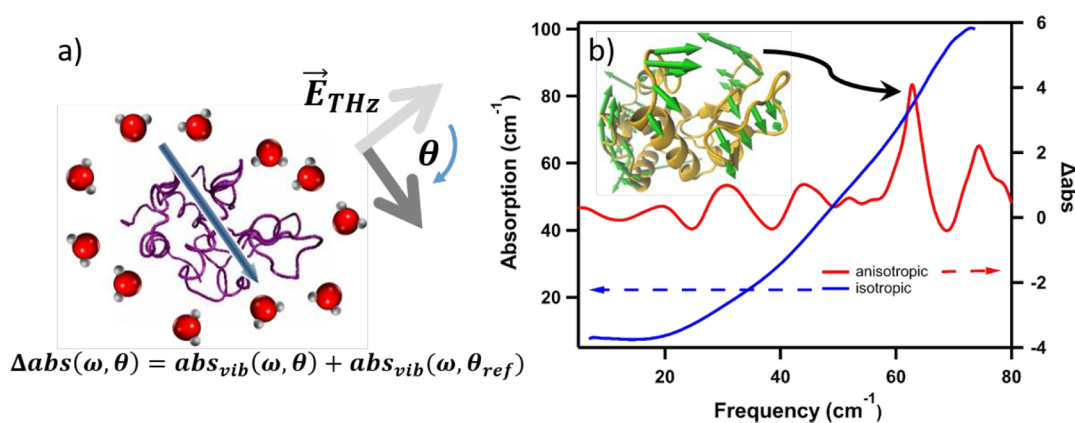 a)
E⃗THz
θ
Δabs(ω, θ) = absvib(ω, θ) + absvib(ω, θref)
b)
100
80
60
40
20
Absorption (cm-1)
6
4
2
0
-2
-4
Δabs
anisotropic
isotropic
20
40
60
80
Frequency (cm-1)